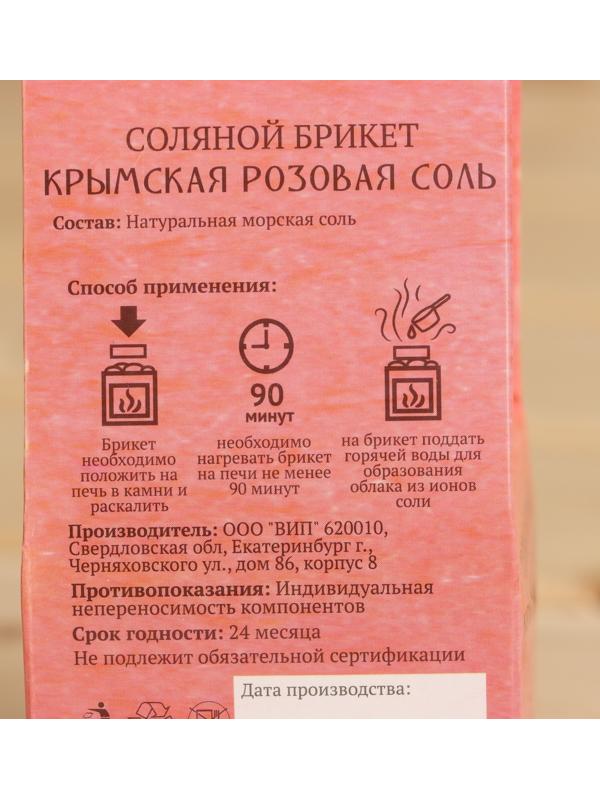 СОЛЯНОЙ БРИКЕТ
КРЫМСКАЯ РОЗОВАЯ СОЛЬ
Состав: Натуральная морская соль
Способ применения:
90
минут
Брикет
необходимо
положить на
печь в камни и
раскалить
необходимо
нагревать брикет
на печи не менее
90 минут
на брикет поддать
горячей воды для
образования
облака из ионов
соли
Производитель: ООО "ВИП" 620010,
Свердловская обл, Екатеринбург г.,
Черняховского ул., дом 86, корпус 8
Противопоказания: Индивидуальная
непереносимость компонентов
Срок годности: 24 месяца
Не подлежит обязательной сертификации
Дата производства: